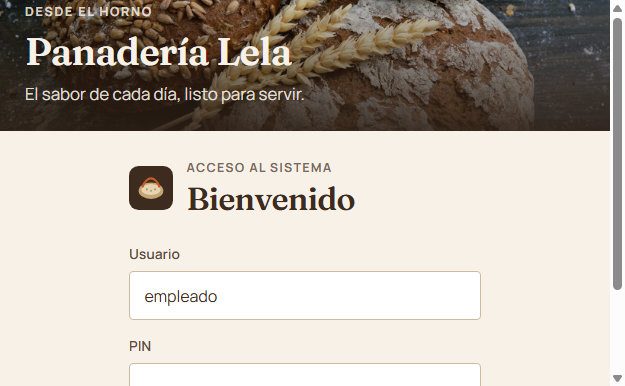 DESDE EL HORNO
Panadería Lela
El sabor de cada día, listo para servir.
ACCESO AL SISTEMA
Bienvenido
Usuario
empleado
PIN